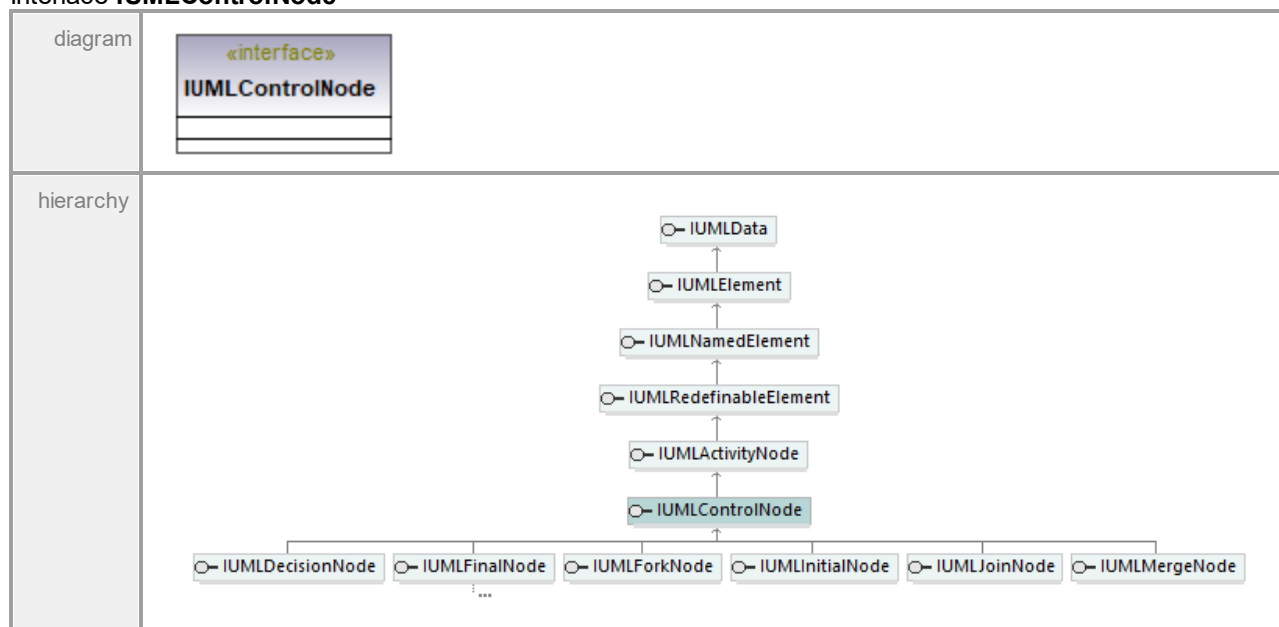 interface IUMLControlNode
diagram
«interface»
IUMLControlNode
hierarchy
IUMLData
IUMLElement
IUMLNamedElement
IUMLRedefinableElement
IUMLActivityNode
IUMLControlNode
IUMLDecisionNode IUMLFinalNode IUMLForkNode IUMLInitialNode IUMLJoinNode IUMLMergeNode
...